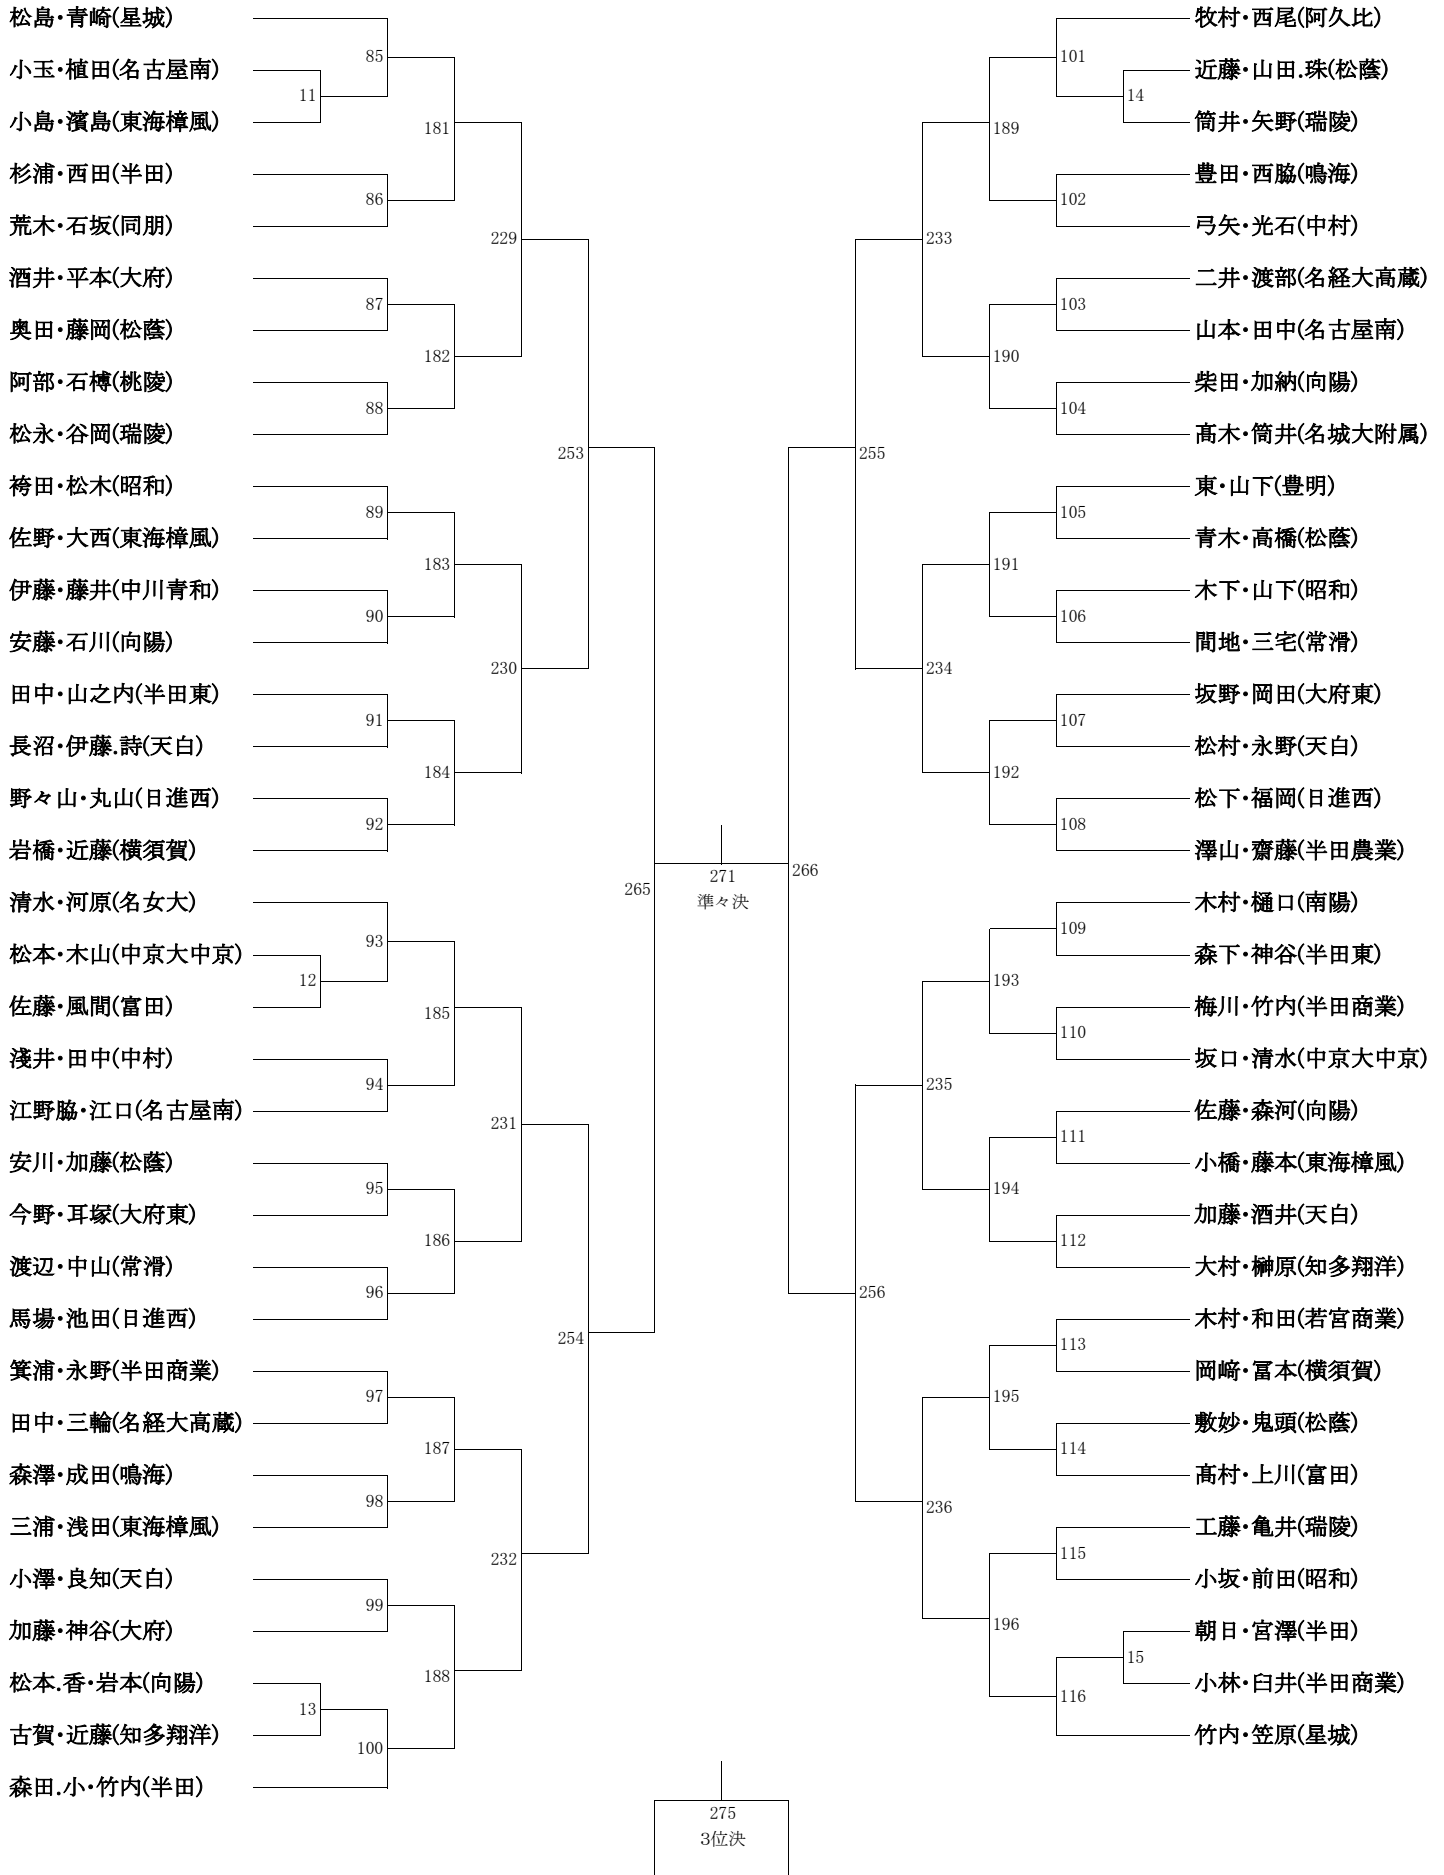 松島・青崎(星城)
小玉・植田(名古屋南)
小島・濱島(東海樟風)
杉浦・西田(半田)
荒木・石坂(同朋)
酒井・平本(大府)
奥田・藤岡(松蔭)
阿部・石榑(桃陵)
松永・谷岡(瑞陵)
袴田・松木(昭和)
佐野・大西(東海樟風)
伊藤・藤井(中川青和)
安藤・石川(向陽)
田中・山之内(半田東)
長沼・伊藤.詩(天白)
野々山・丸山(日進西)
岩橋・近藤(横須賀)
清水・河原(名女大)
松本・木山(中京大中京)
佐藤・風間(富田)
淺井・田中(中村)
江野脇・江口(名古屋南)
安川・加藤(松蔭)
今野・耳塚(大府東)
渡辺・中山(常滑)
馬場・池田(日進西)
箕浦・永野(半田商業)
田中・三輪(名経大高蔵)
森澤・成田(鳴海)
三浦・浅田(東海樟風)
小澤・良知(天白)
加藤・神谷(大府)
松本.香・岩本(向陽)
古賀・近藤(知多翔洋)
森田.小・竹内(半田)
11
12
13
85
86
87
88
89
90
91
92
93
94
95
96
97
98
99
100
181
182
183
184
185
186
187
188
229
230
231
232
253
254
265
271
準々決
275
3位決
266
255
256
233
234
235
236
189
190
191
192
193
194
195
196
101
102
103
104
105
106
107
108
109
110
111
112
113
114
115
116
14
15
牧村・西尾(阿久比)
近藤・山田.珠(松蔭)
筒井・矢野(瑞陵)
豊田・西脇(鳴海)
弓矢・光石(中村)
二井・渡部(名経大高蔵)
山本・田中(名古屋南)
柴田・加納(向陽)
髙木・筒井(名城大附属)
東・山下(豊明)
青木・高橋(松蔭)
木下・山下(昭和)
間地・三宅(常滑)
坂野・岡田(大府東)
松村・永野(天白)
松下・福岡(日進西)
澤山・齋藤(半田農業)
木村・樋口(南陽)
森下・神谷(半田東)
梅川・竹内(半田商業)
坂口・清水(中京大中京)
佐藤・森河(向陽)
小橋・藤本(東海樟風)
加藤・酒井(天白)
大村・榊原(知多翔洋)
木村・和田(若宮商業)
岡﨑・冨本(横須賀)
敷妙・鬼頭(松蔭)
髙村・上川(富田)
工藤・亀井(瑞陵)
小坂・前田(昭和)
朝日・宮澤(半田)
小林・臼井(半田商業)
竹内・笠原(星城)